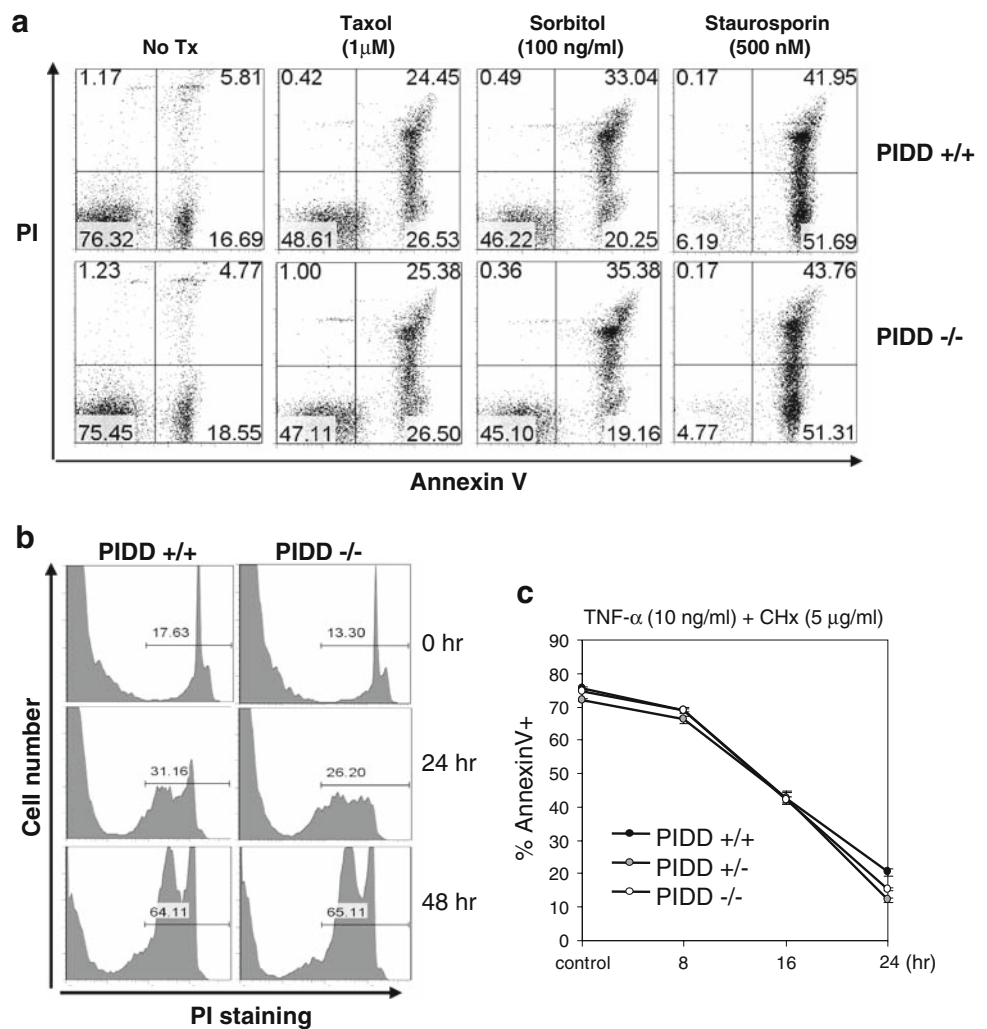 a
No Tx
Taxol
(1µM)
Sorbitol
(100 ng/ml)
Staurosporin
(500 nM)
1.17 5.81
0.42 24.45
0.49 33.04
0.17 41.95
PIDD +/+
76.32 16.69
48.61 26.53
46.22 20.25
6.19 51.69
PI
1.23 4.77
1.00 25.38
0.36 35.38
0.17 43.76
PIDD -/-
75.45 18.55
47.11 26.50
45.10 19.16
4.77 51.31
Annexin V
b
PIDD +/+ PIDD -/-
17.63 13.30 0 hr
31.16 26.20 24 hr
64.11 65.11 48 hr
Cell number
PI staining
c
TNF-α (10 ng/ml) + CHx (5 µg/ml)
% AnnexinV+
90
80
70
60
50
40
30
20
10
0
PIDD +/+
PIDD +/-
PIDD -/-
control 8 16 24 (hr)